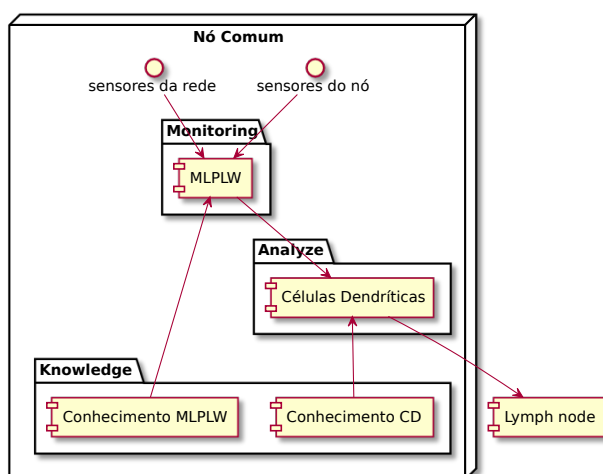 Nó Comum
sensores da rede
sensores do nó
Monitoring
MLPLW
Analyze
Células Dendríticas
Knowledge
Conhecimento MLPLW
Conhecimento CD
Lymph node